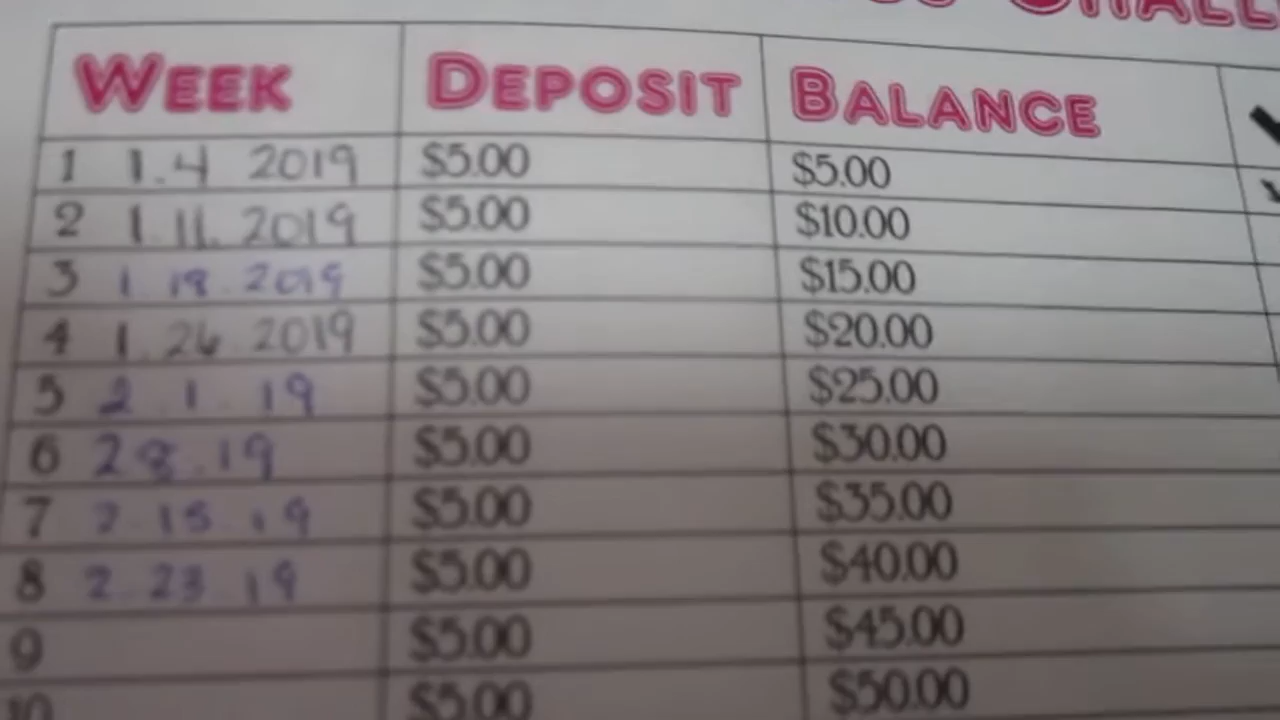 CHALL
WEEK DEPOSIT BALANCE
1 1.4 2019 $5.00 $5.00
2 1.11.2019 $5.00 $10.00
3 1.18.2019 $5.00 $15.00
4 1.26 2019 $5.00 $20.00
5 2.1.19 $5.00 $25.00
6 2 8.19 $5.00 $30.00
7 2 15.19 $5.00 $35.00
8 2.23.19 $5.00 $40.00
9 $5.00 $45.00
10 $5.00 $50.00